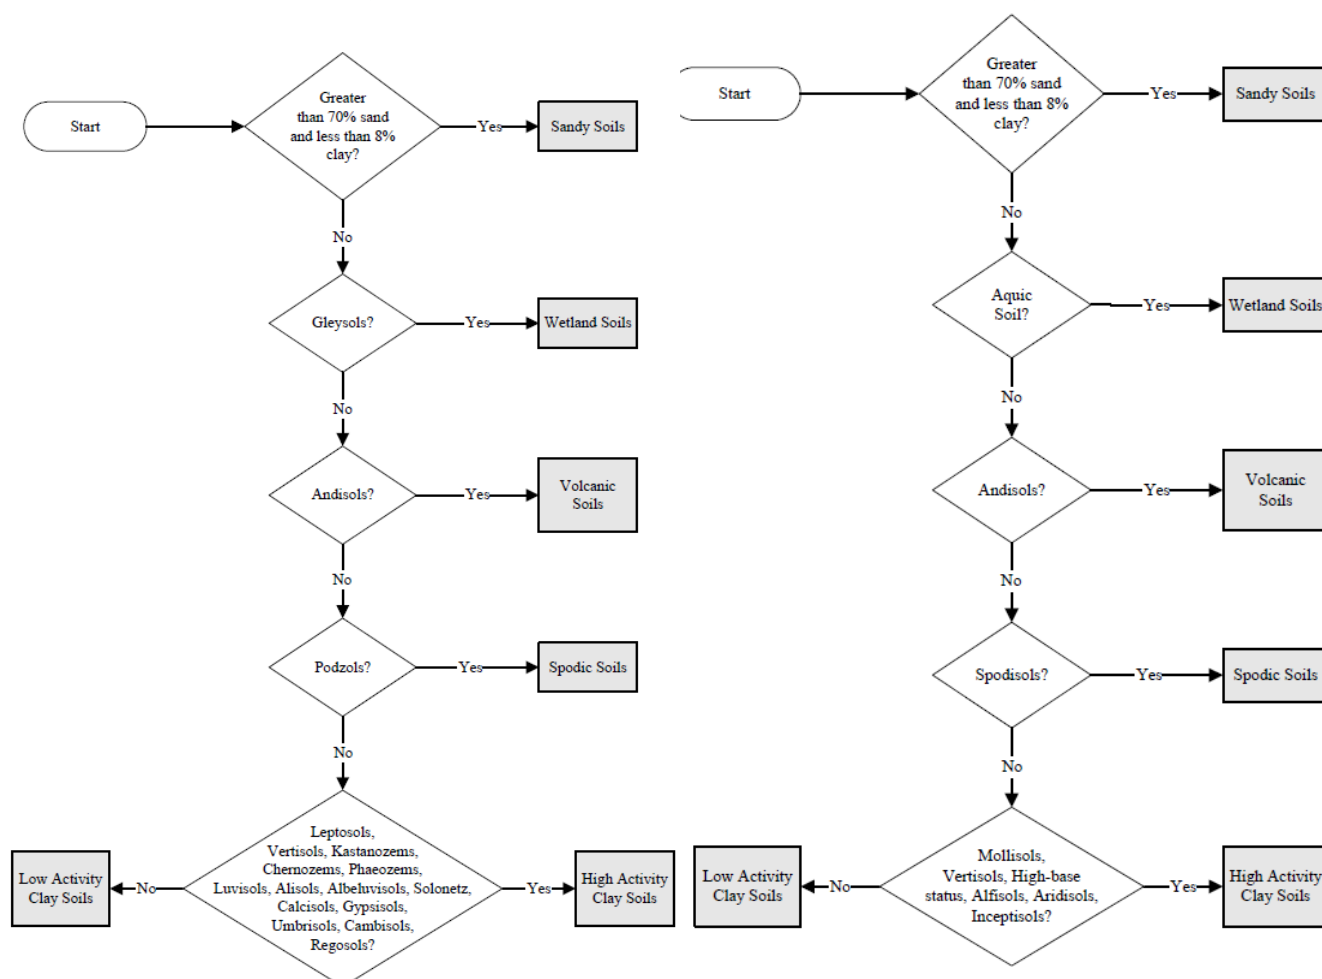 Start
Greater
than 70% sand
and less than 8%
clay?
Yes
Sandy Soils
No
Gleysols?
Yes
Wetland Soils
No
Andisols?
Yes
Volcanic
Soils
No
Podzols?
Yes
Spodic Soils
No
Leptosols,
Vertisols, Kastanozems,
Chernozems, Phaeozems,
Luvisols, Alisols, Albeluvisols, Solonetz,
Calcisols, Gypsisols,
Umbrisols, Cambisols,
Regosols?
No
Low Activity
Clay Soils
Yes
High Activity
Clay Soils
Start
Greater
than 70% sand
and less than 8%
clay?
Yes
Sandy Soils
No
Aquic
Soil?
Yes
Wetland Soils
No
Andisols?
Yes
Volcanic
Soils
No
Spodisols?
Yes
Spodic Soils
No
Mollisols,
Vertisols, High-base
status, Alfisols, Aridisols,
Inceptisols?
No
Low Activity
Clay Soils
Yes
High Activity
Clay Soils